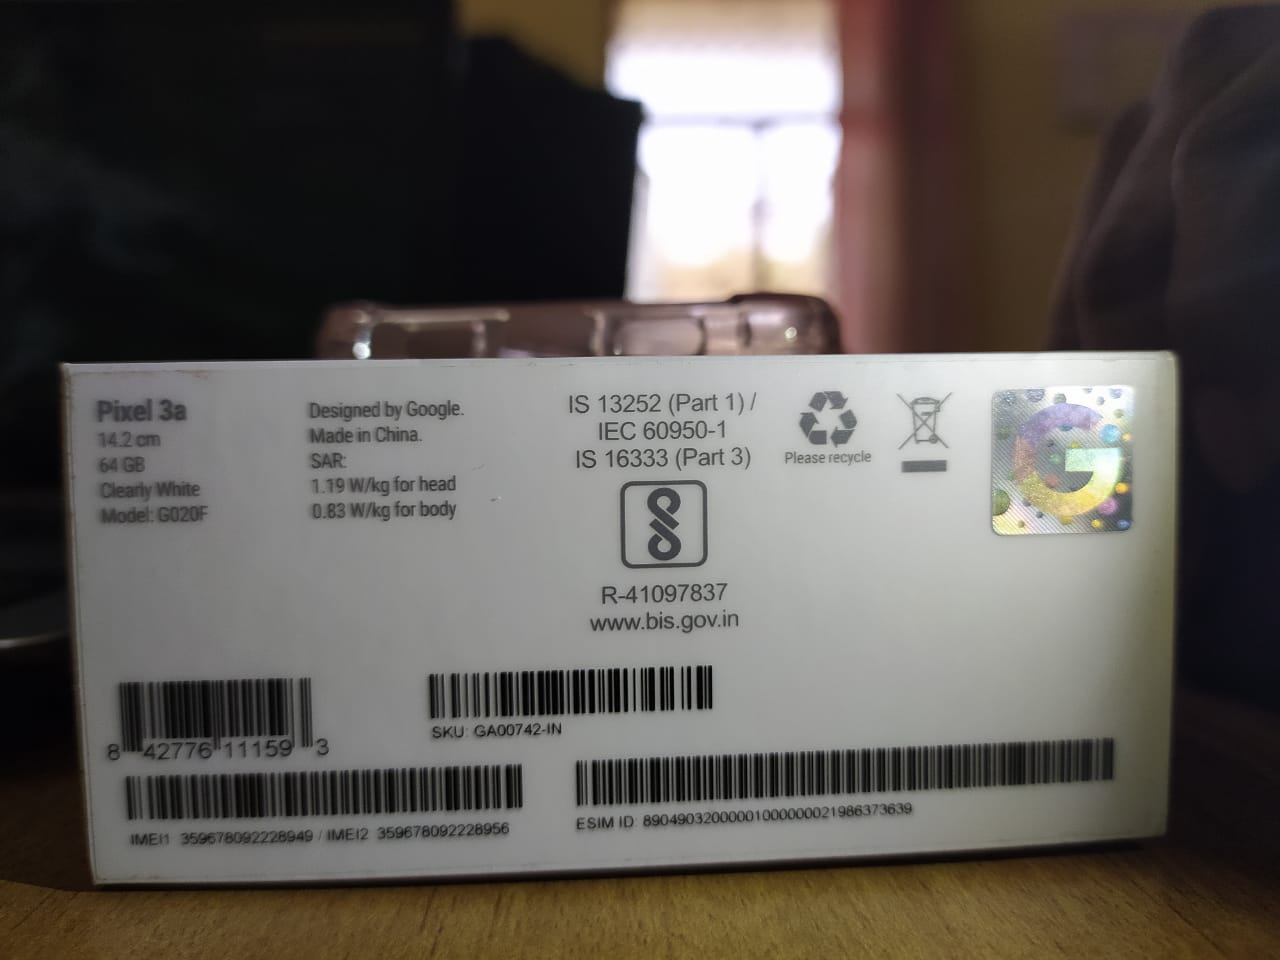 Pixel 3a
14.2 cm
64 GB
Clearly White
Model: G020F
Designed by Google.
Made in China.
SAR:
1.19 W/kg for head
0.83 W/kg for body
IS 13252 (Part 1) /
IEC 60950-1
IS 16333 (Part 3)
R-41097837
www.bis.gov.in
Please recycle
G
8 42776 11159 3
SKU: GA00742-IN
IMEI1 359678092228949 / IMEI2 359678092228956
ESIM ID: 89049032000001000000021986373639